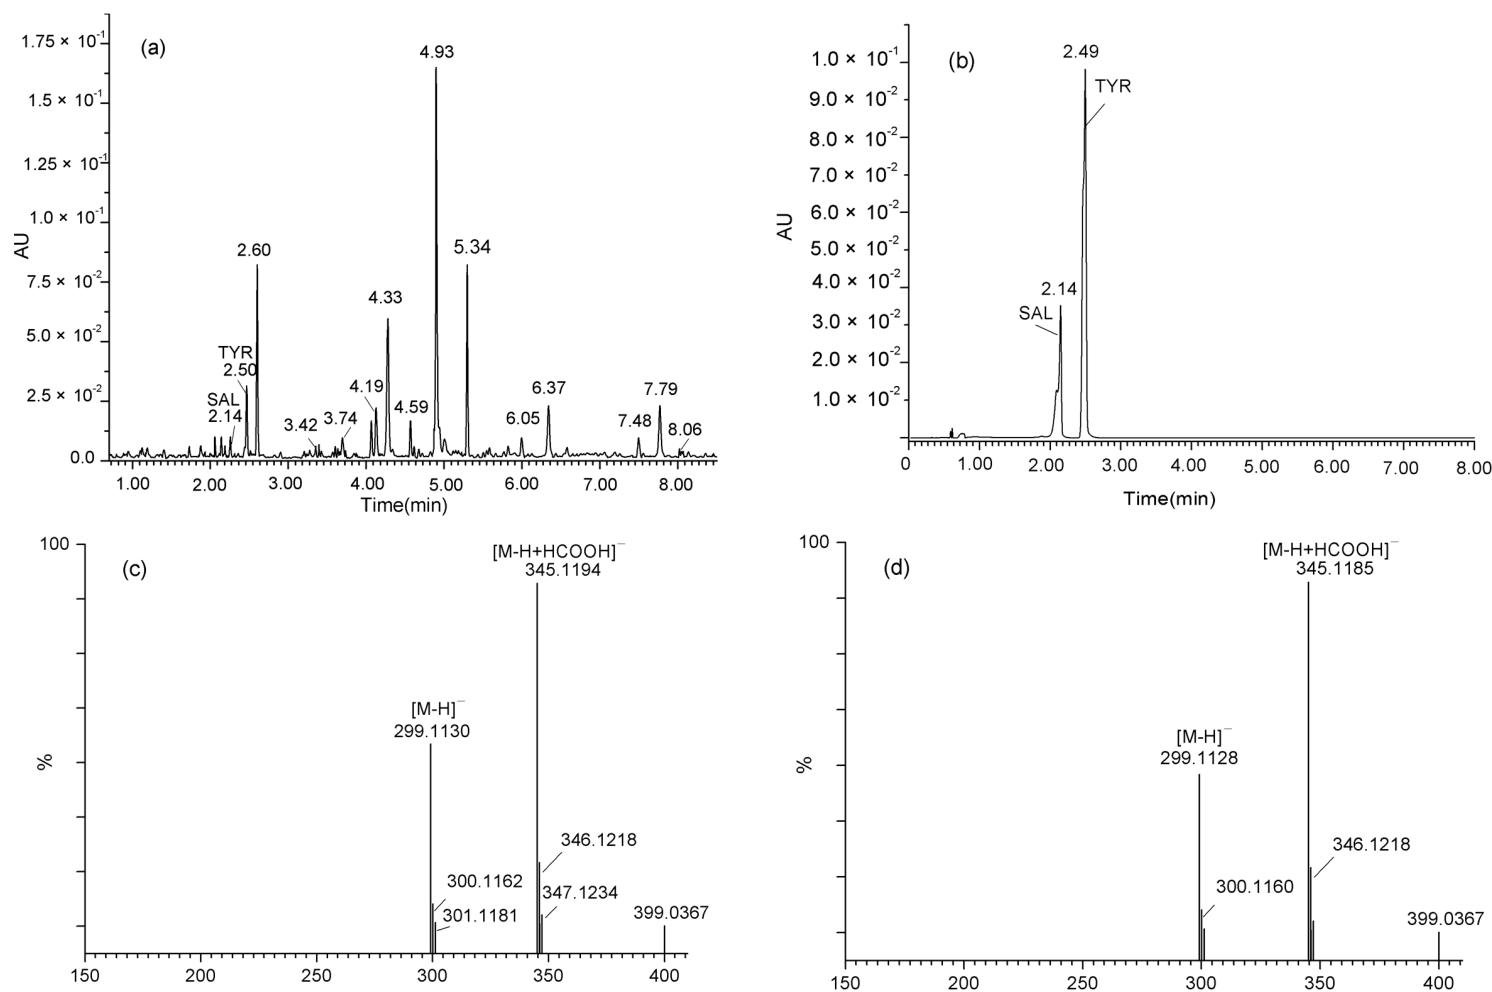 (a)
AU
1.75 × 10-1
1.5 × 10-1
1.25 × 10-1
1.0 × 10-1
7.5 × 10-2
5.0 × 10-2
2.5 × 10-2
0.0
SAL
2.14
TYR
2.50
2.60
3.42
3.74
4.19
4.33
4.59
4.93
5.34
6.05
6.37
7.48
7.79
8.06
1.00 2.00 3.00 4.00 5.00 6.00 7.00 8.00
Time(min)
(b)
AU
1.0 × 10-1
9.0 × 10-2
8.0 × 10-2
7.0 × 10-2
6.0 × 10-2
5.0 × 10-2
4.0 × 10-2
3.0 × 10-2
2.0 × 10-2
1.0 × 10-2
2.14
SAL
2.49
TYR
0 1.00 2.00 3.00 4.00 5.00 6.00 7.00 8.00
Time(min)
(c)
100
%
[M-H]−
299.1130
300.1162
301.1181
[M-H+HCOOH]−
345.1194
346.1218
347.1234
399.0367
150 200 250 300 350 400
(d)
100
%
[M-H]−
299.1128
300.1160
[M-H+HCOOH]−
345.1185
346.1218
399.0367
150 200 250 300 350 400